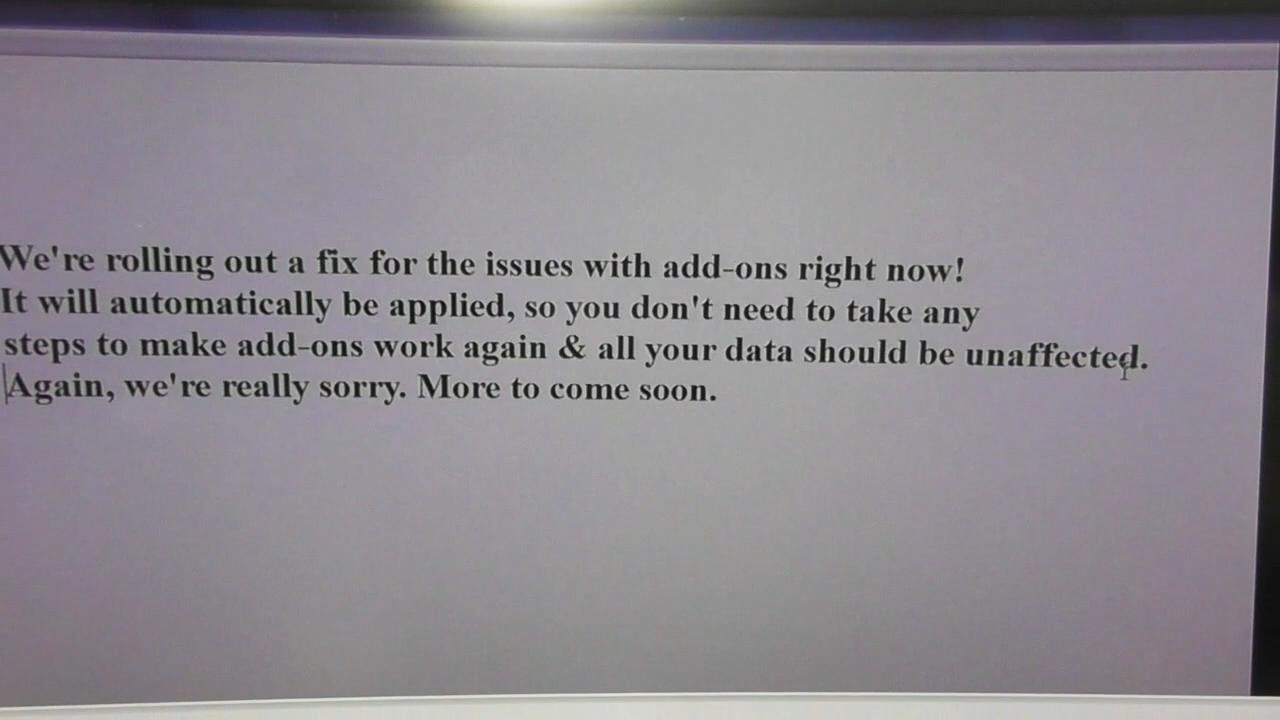 We're rolling out a fix for the issues with add-ons right now!
It will automatically be applied, so you don't need to take any
steps to make add-ons work again & all your data should be unaffected.
Again, we're really sorry. More to come soon.